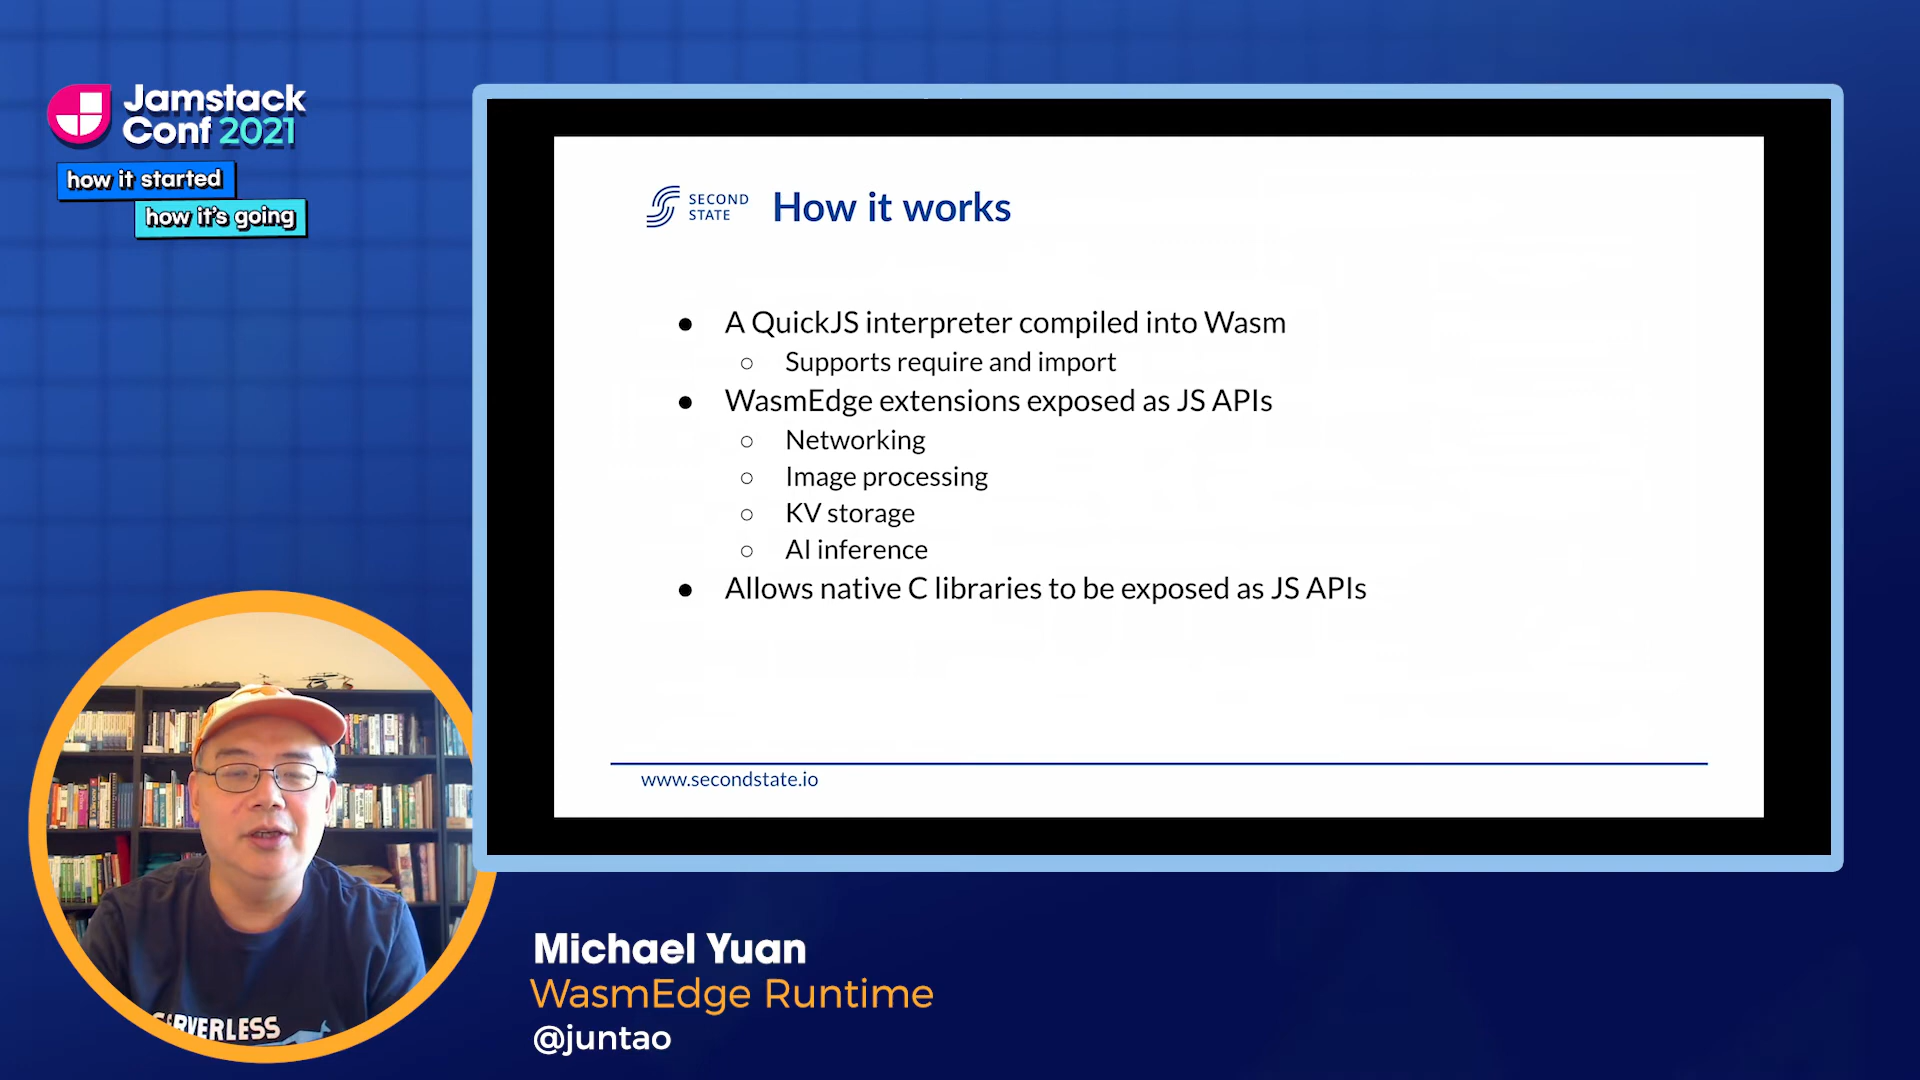 Jamstack
Conf 2021
how it started
how it's going
SECOND
STATE
How it works
● A QuickJS interpreter compiled into Wasm
○ Supports require and import
● WasmEdge extensions exposed as JS APIs
○ Networking
○ Image processing
○ KV storage
○ AI inference
● Allows native C libraries to be exposed as JS APIs
www.secondstate.io
SERVERLESS
Michael Yuan
WasmEdge Runtime
@juntao